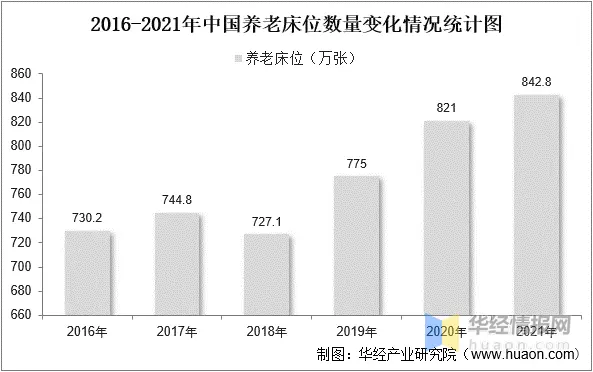 2016-2021年中国养老床位数量变化情况统计图
养老床位（万张）
860
840
820
800
780
760
740
720
700
680
660
730.2
744.8
727.1
775
821
842.8
2016年
2017年
2018年
2019年
2020年
2021年
华经情报网
huaon.com
制图：华经产业研究院（www.huaon.com）